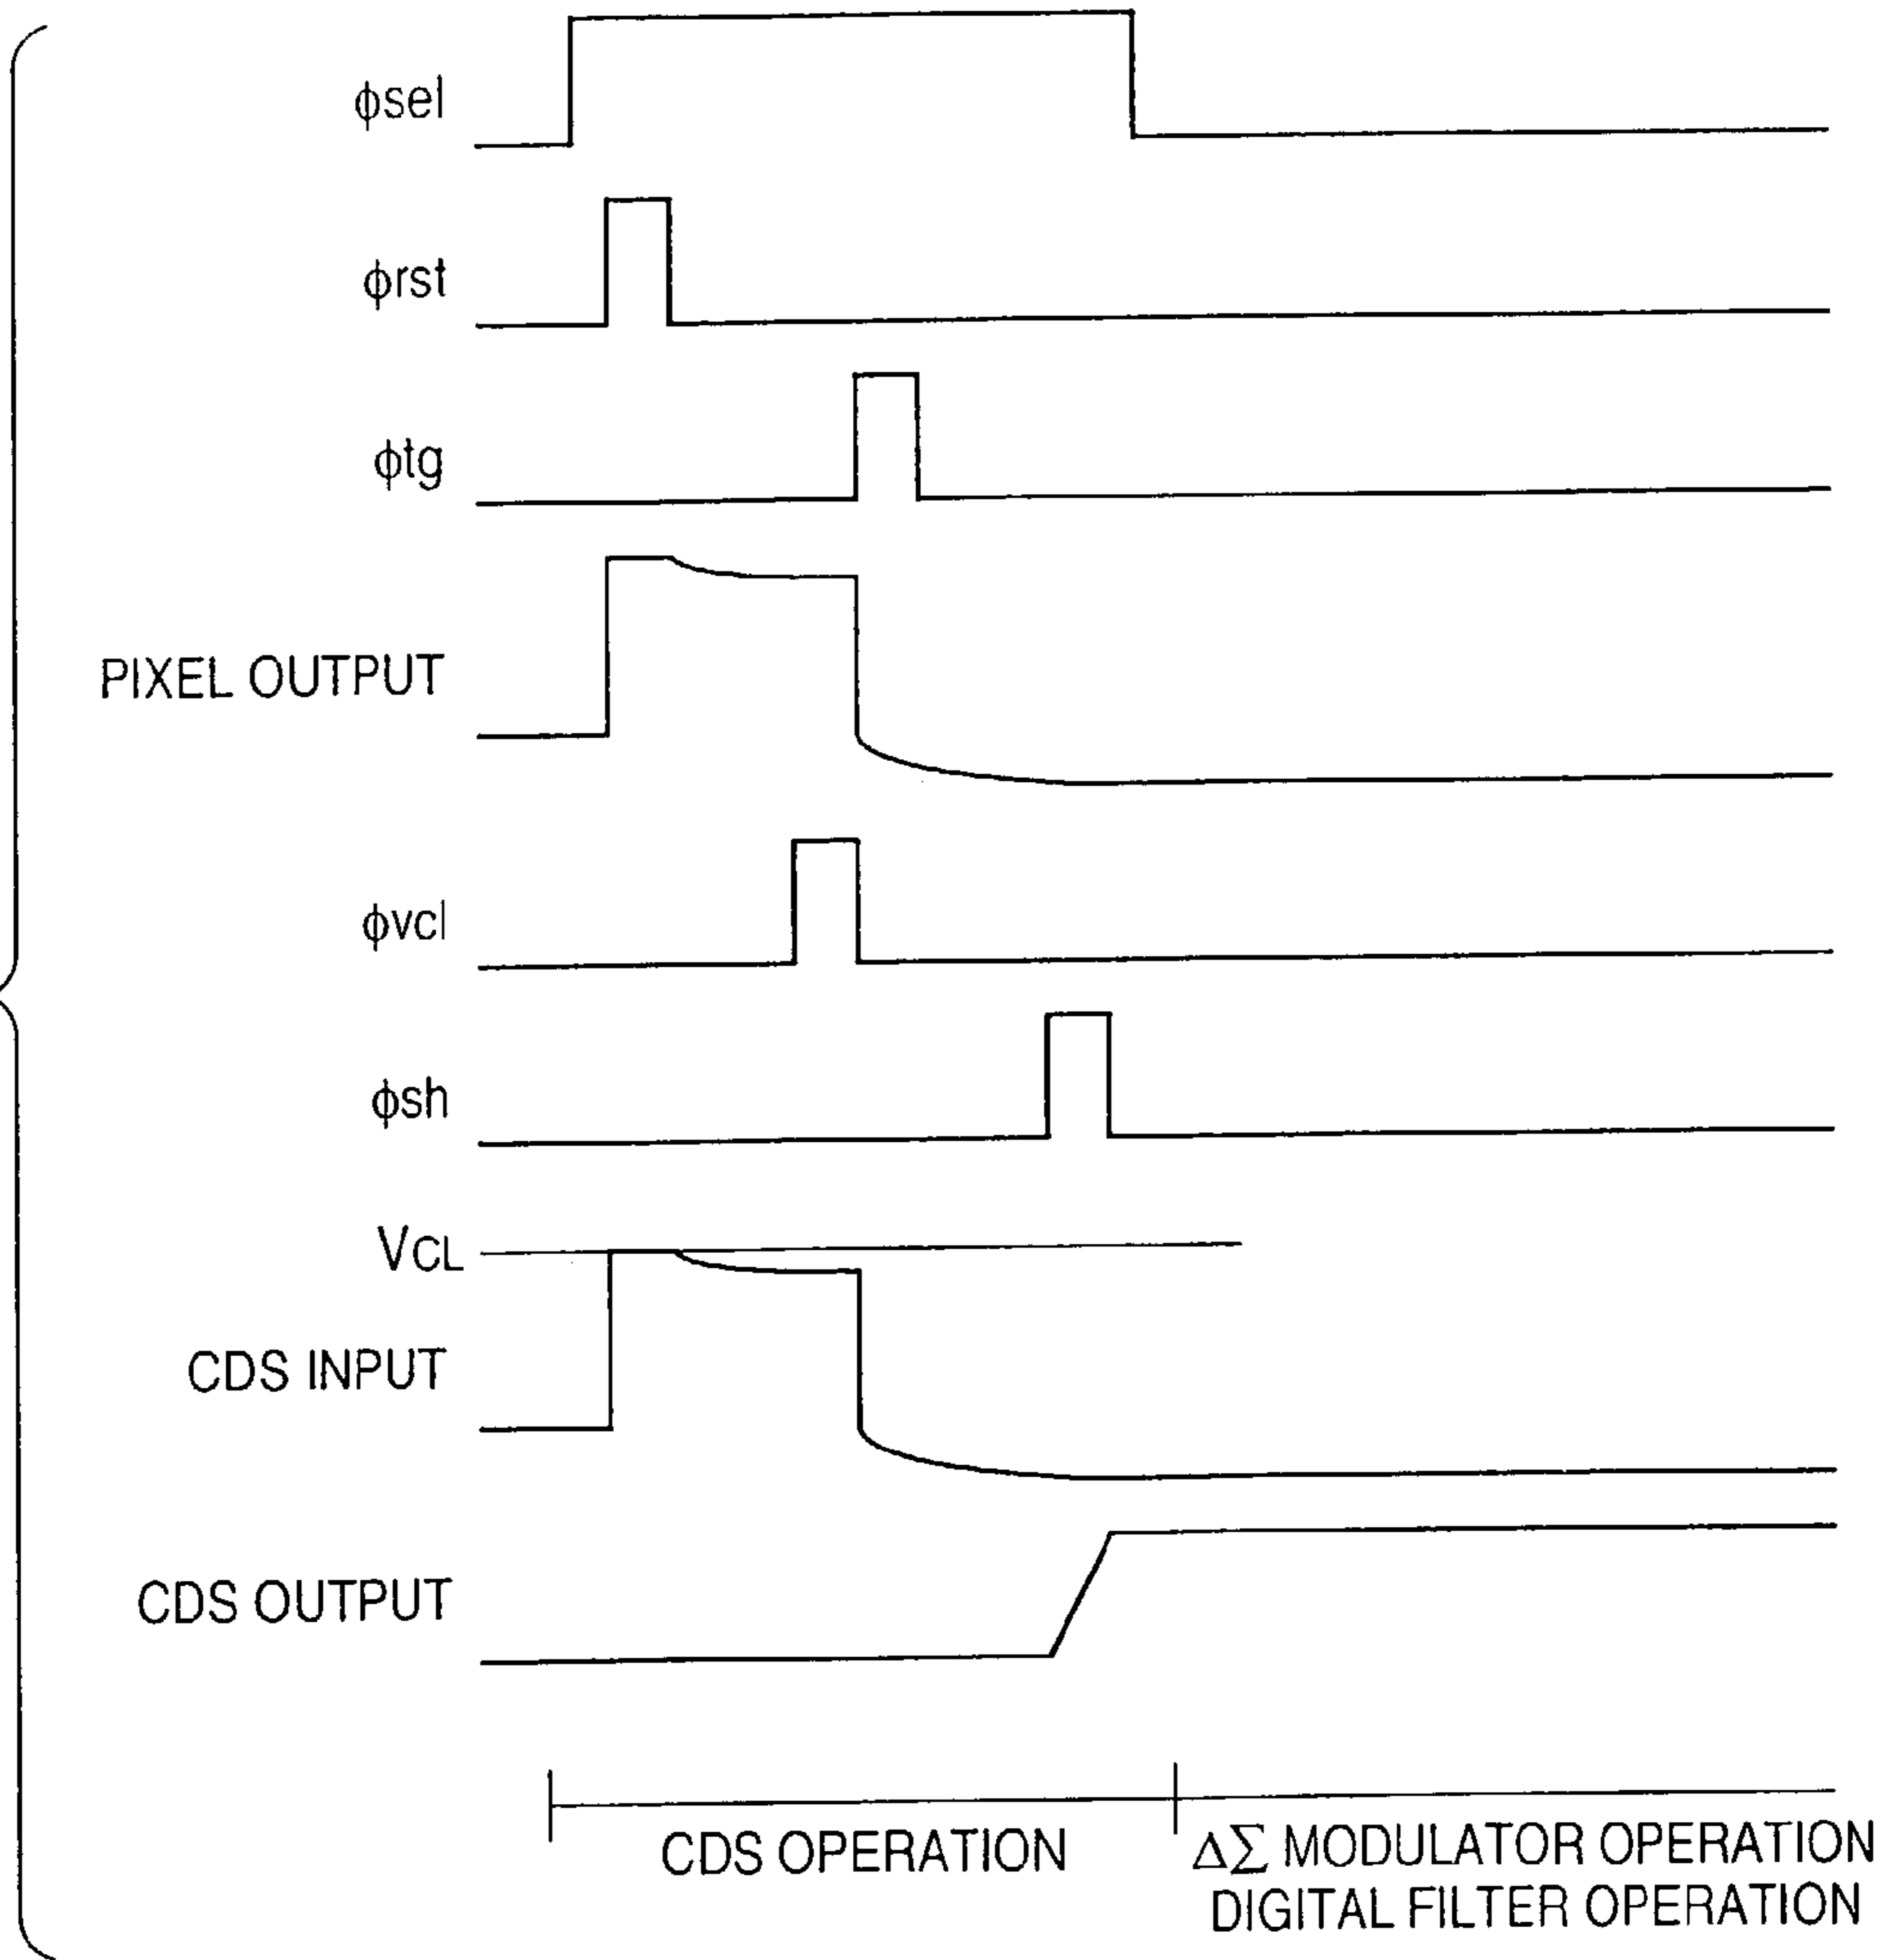 ϕsel
ϕrst
ϕtg
PIXEL OUTPUT
ϕvcl
ϕsh
VCL
CDS INPUT
CDS OUTPUT
CDS OPERATION
ΔΣ MODULATOR OPERATION
DIGITAL FILTER OPERATION